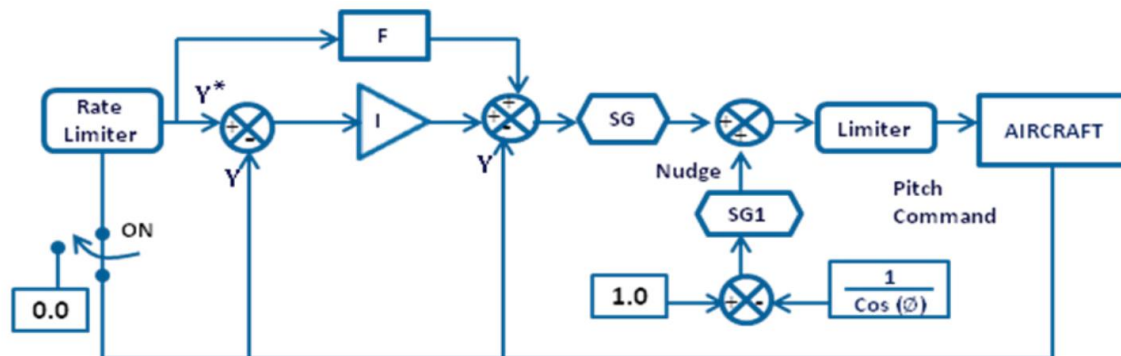 F
Rate
Limiter
Y*
+
-
Y
I
+
+
-
Y
SG
+
+
Limiter
AIRCRAFT
Nudge
Pitch
Command
SG1
ON
0.0
1.0
+
-
1
Cos (Ø)